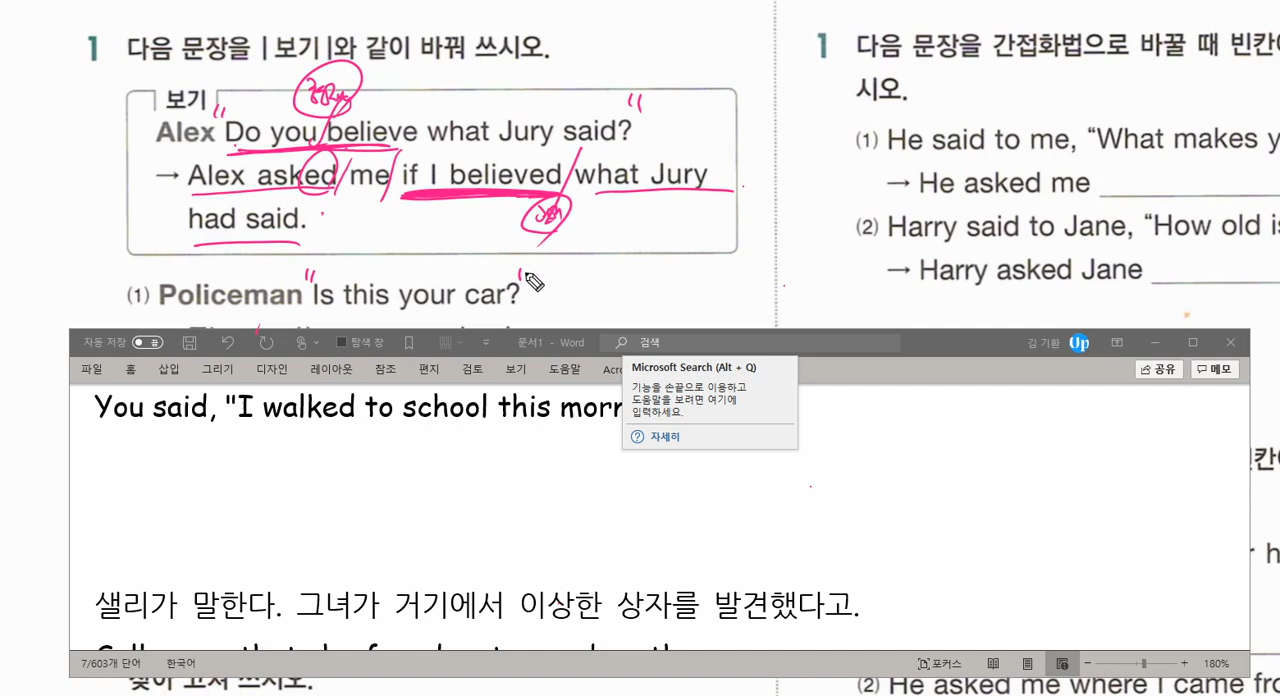 1 다음 문장을 | 보기 |와 같이 바꿔 쓰시오.
보기
Alex Do you believe what Jury said?
→ Alex asked me if I believed what Jury
had said.
(1) Policeman Is this your car?
1 다음 문장을 간접화법으로 바꿀 때 빈칸
시오.
(1) He said to me, “What makes y
→ He asked me
(2) Harry said to Jane, “How old is
→ Harry asked Jane
자동 저장 끔 탐색 창 문서1 - Word 검색 김 기환 Up
파일 홈 삽입 그리기 디자인 레이아웃 참조 편지 검토 보기 도움말 Acro 공유 메모
Microsoft Search (Alt + Q)
기능을 손끝으로 이용하고
도움말을 보려면 여기에
입력하세요.
자세히
You said, "I walked to school this morn
샐리가 말한다. 그녀가 거기에서 이상한 상자를 발견했다고.
7/603개 단어 한국어 포커스 180%
찾아 고쳐 쓰시오.
(2) He asked me where I came fro